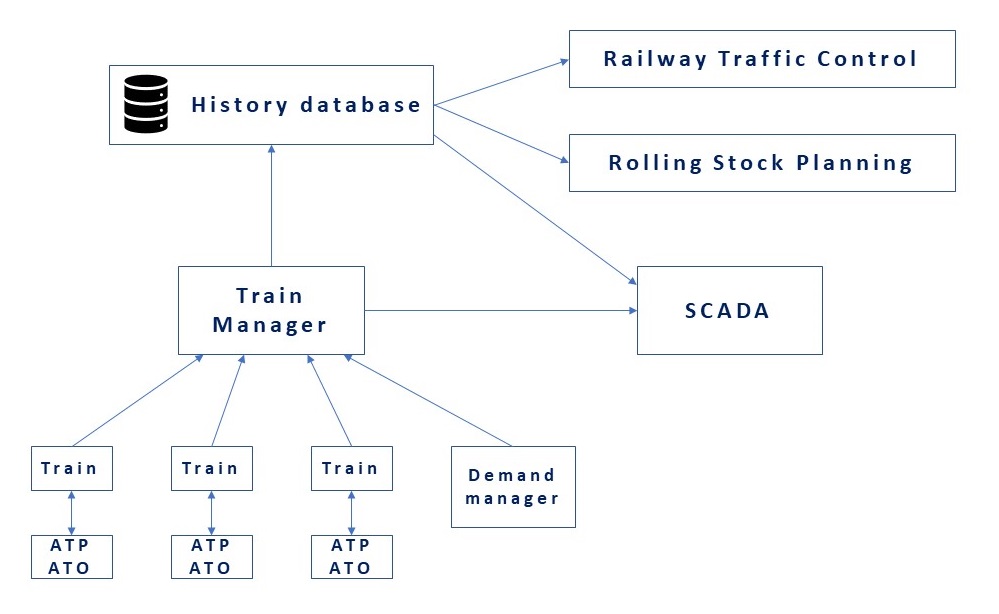 Railway Traffic Control
History database
Rolling Stock Planning
Train
Manager
SCADA
Train
Train
Train
Demand
manager
ATP
ATO
ATP
ATO
ATP
ATO